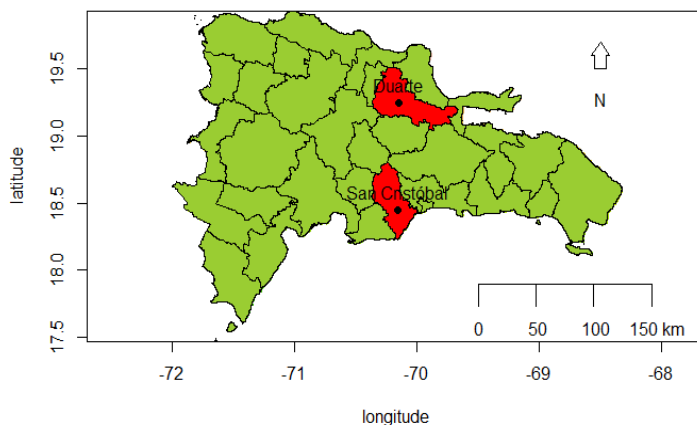 Duarte
N
San Cristóbal
latitude
19.5
19.0
18.5
18.0
17.5
0 50 100 150 km
-72 -71 -70 -69 -68
longitude